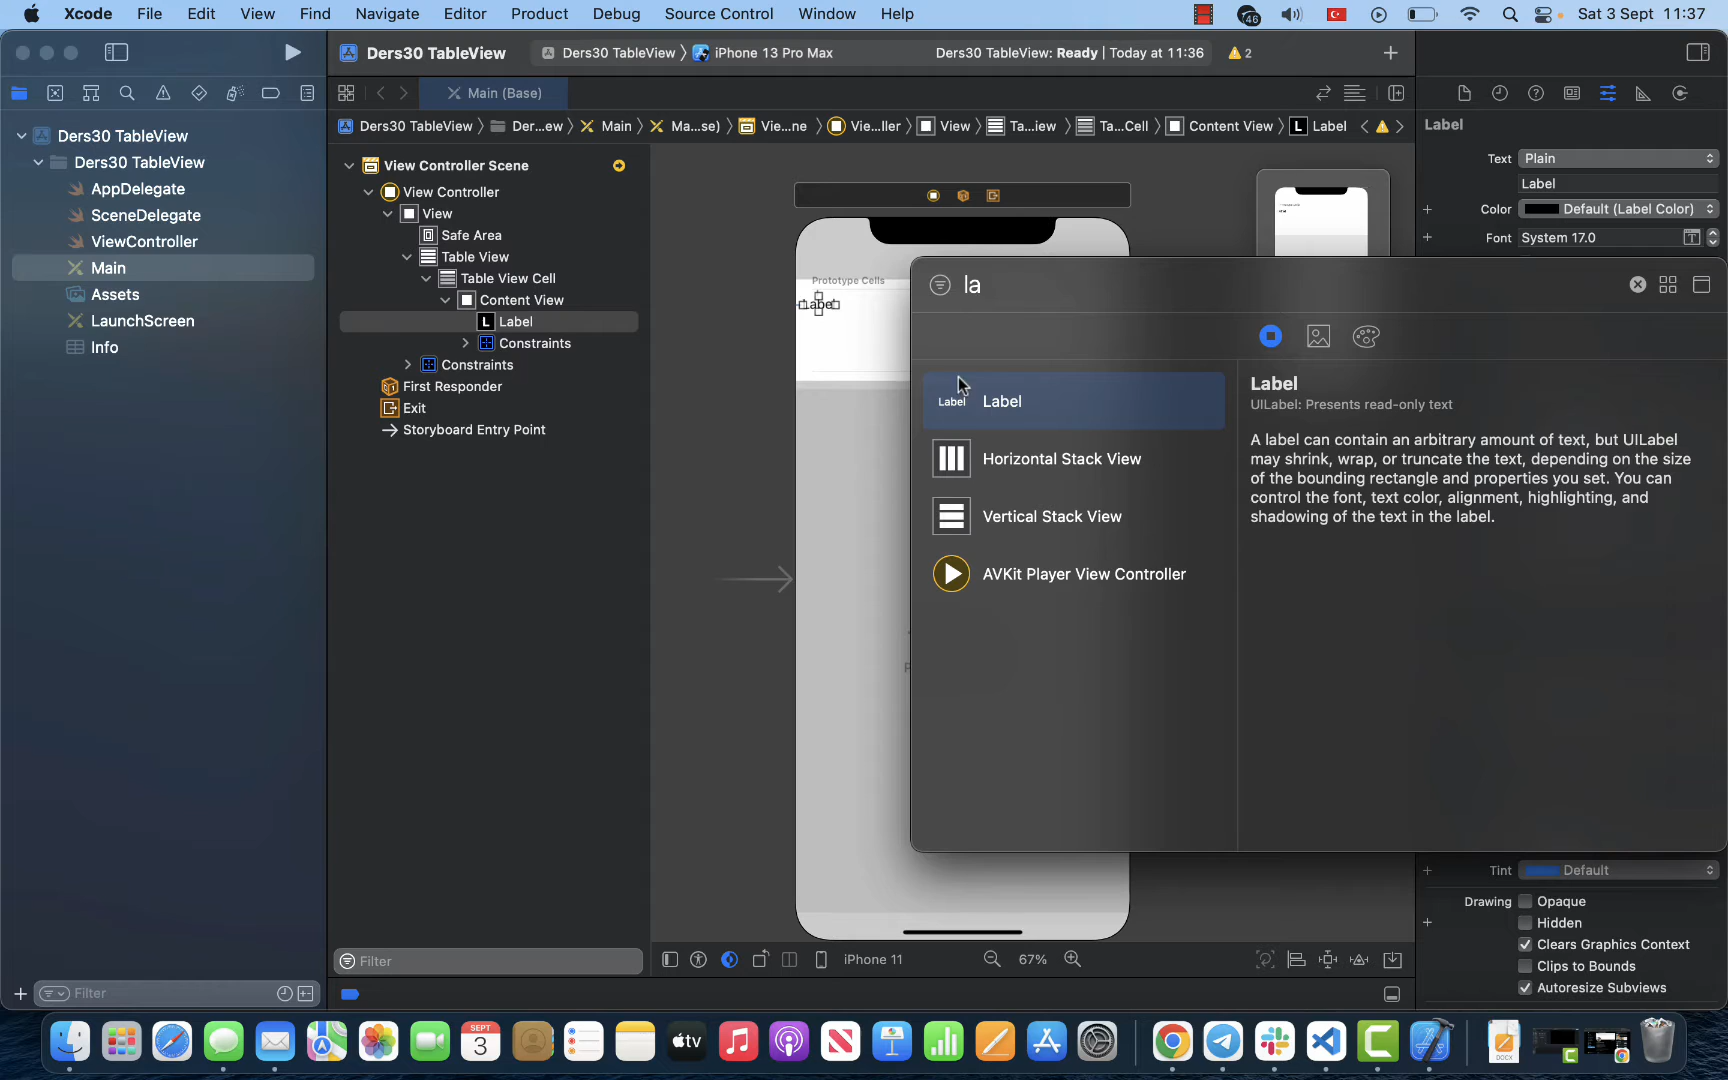 Xcode File Edit View Find Navigate Editor Product Debug Source Control Window Help
46
Sat 3 Sept 11:37
Ders30 TableView
Ders30 TableView
iPhone 13 Pro Max
Ders30 TableView: Ready | Today at 11:36
2
Main (Base)
Ders30 TableView
Der...ew
Main
Ma...se)
Vie...ne
Vie...ller
View
Ta...iew
Ta...Cell
Content View
L Label
Ders30 TableView
Ders30 TableView
AppDelegate
SceneDelegate
ViewController
Main
Assets
LaunchScreen
Info
View Controller Scene
View Controller
View
Safe Area
Table View
Table View Cell
Content View
L Label
Constraints
Constraints
First Responder
Exit
Storyboard Entry Point
Prototype Cells
Label
Label
Text Plain
Label
Color Default (Label Color)
Font System 17.0
la
Label Label
Horizontal Stack View
Vertical Stack View
AVKit Player View Controller
Label
UILabel: Presents read-only text
A label can contain an arbitrary amount of text, but UILabel
may shrink, wrap, or truncate the text, depending on the size
of the bounding rectangle and properties you set. You can
control the font, text color, alignment, highlighting, and
shadowing of the text in the label.
Tint Default
Drawing Opaque
Hidden
Clears Graphics Context
Clips to Bounds
Autoresize Subviews
Filter
iPhone 11
67%
Filter
SEPT
3
tv
DOCX